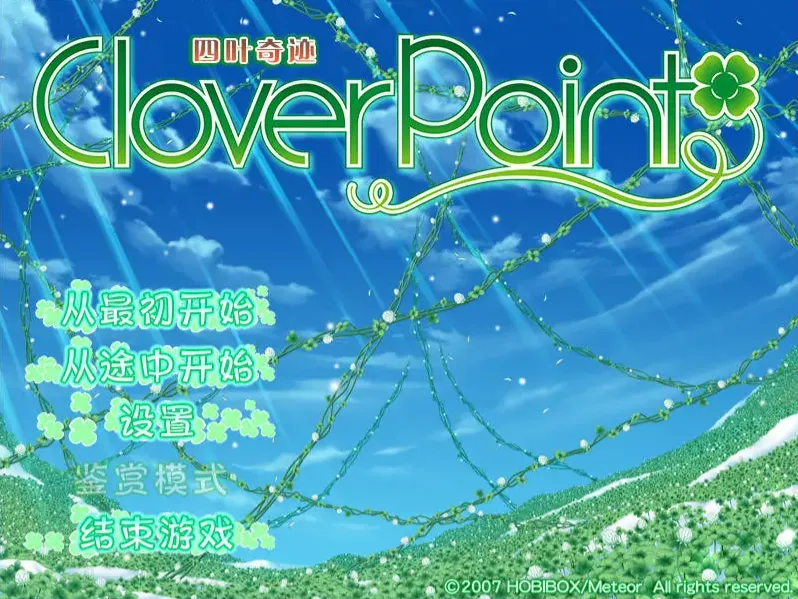 四叶奇迹
CloverPoint
从最初开始
从途中开始
设置
鉴赏模式
结束游戏
©2007 HOBIBOX/Meteor All rights reserved.